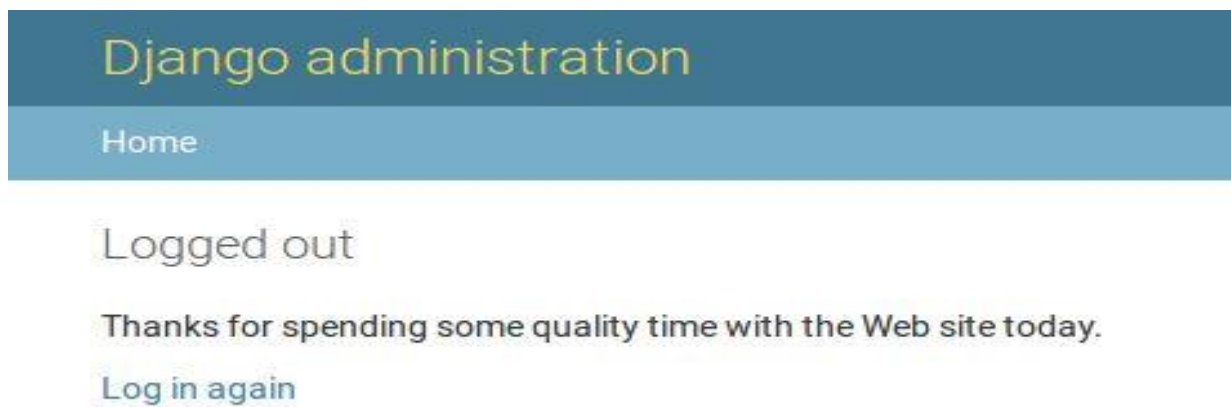 Django administration
Home
Logged out
Thanks for spending some quality time with the Web site today.
Log in again